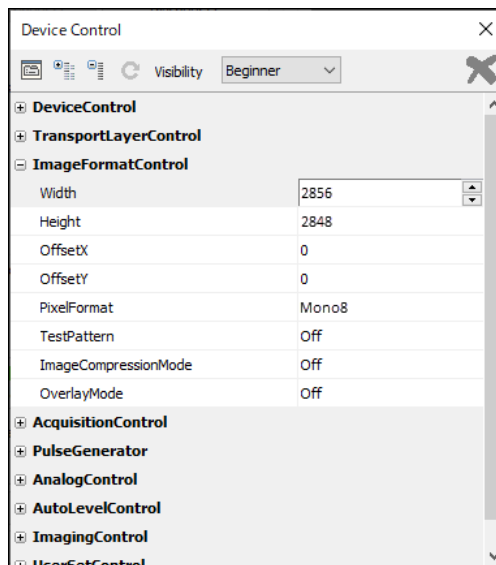 Device Control
Visibility Beginner
DeviceControl
TransportLayerControl
ImageFormatControl
Width 2856
Height 2848
OffsetX 0
OffsetY 0
PixelFormat Mono8
TestPattern Off
ImageCompressionMode Off
OverlayMode Off
AcquisitionControl
PulseGenerator
AnalogControl
AutoLevelControl
ImagingControl
UserSetControl